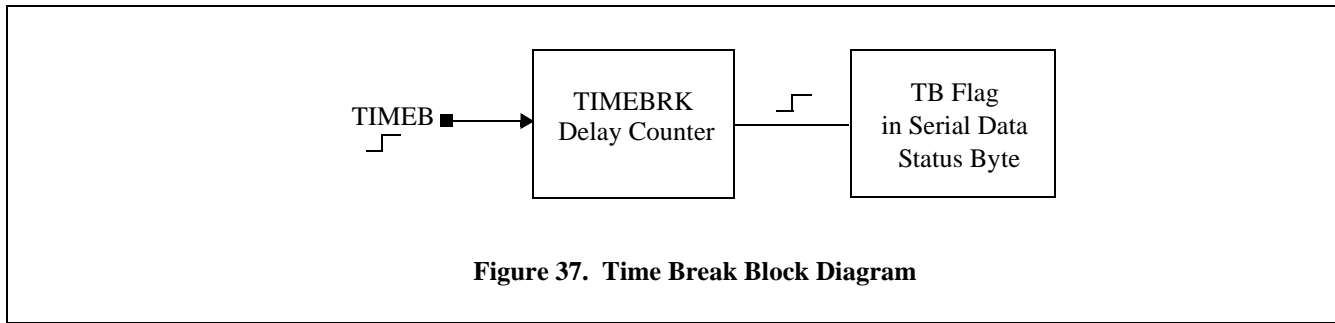 TIMEB
TIMEBRK
Delay Counter
TB Flag
in Serial Data
Status Byte
Figure 37. Time Break Block Diagram